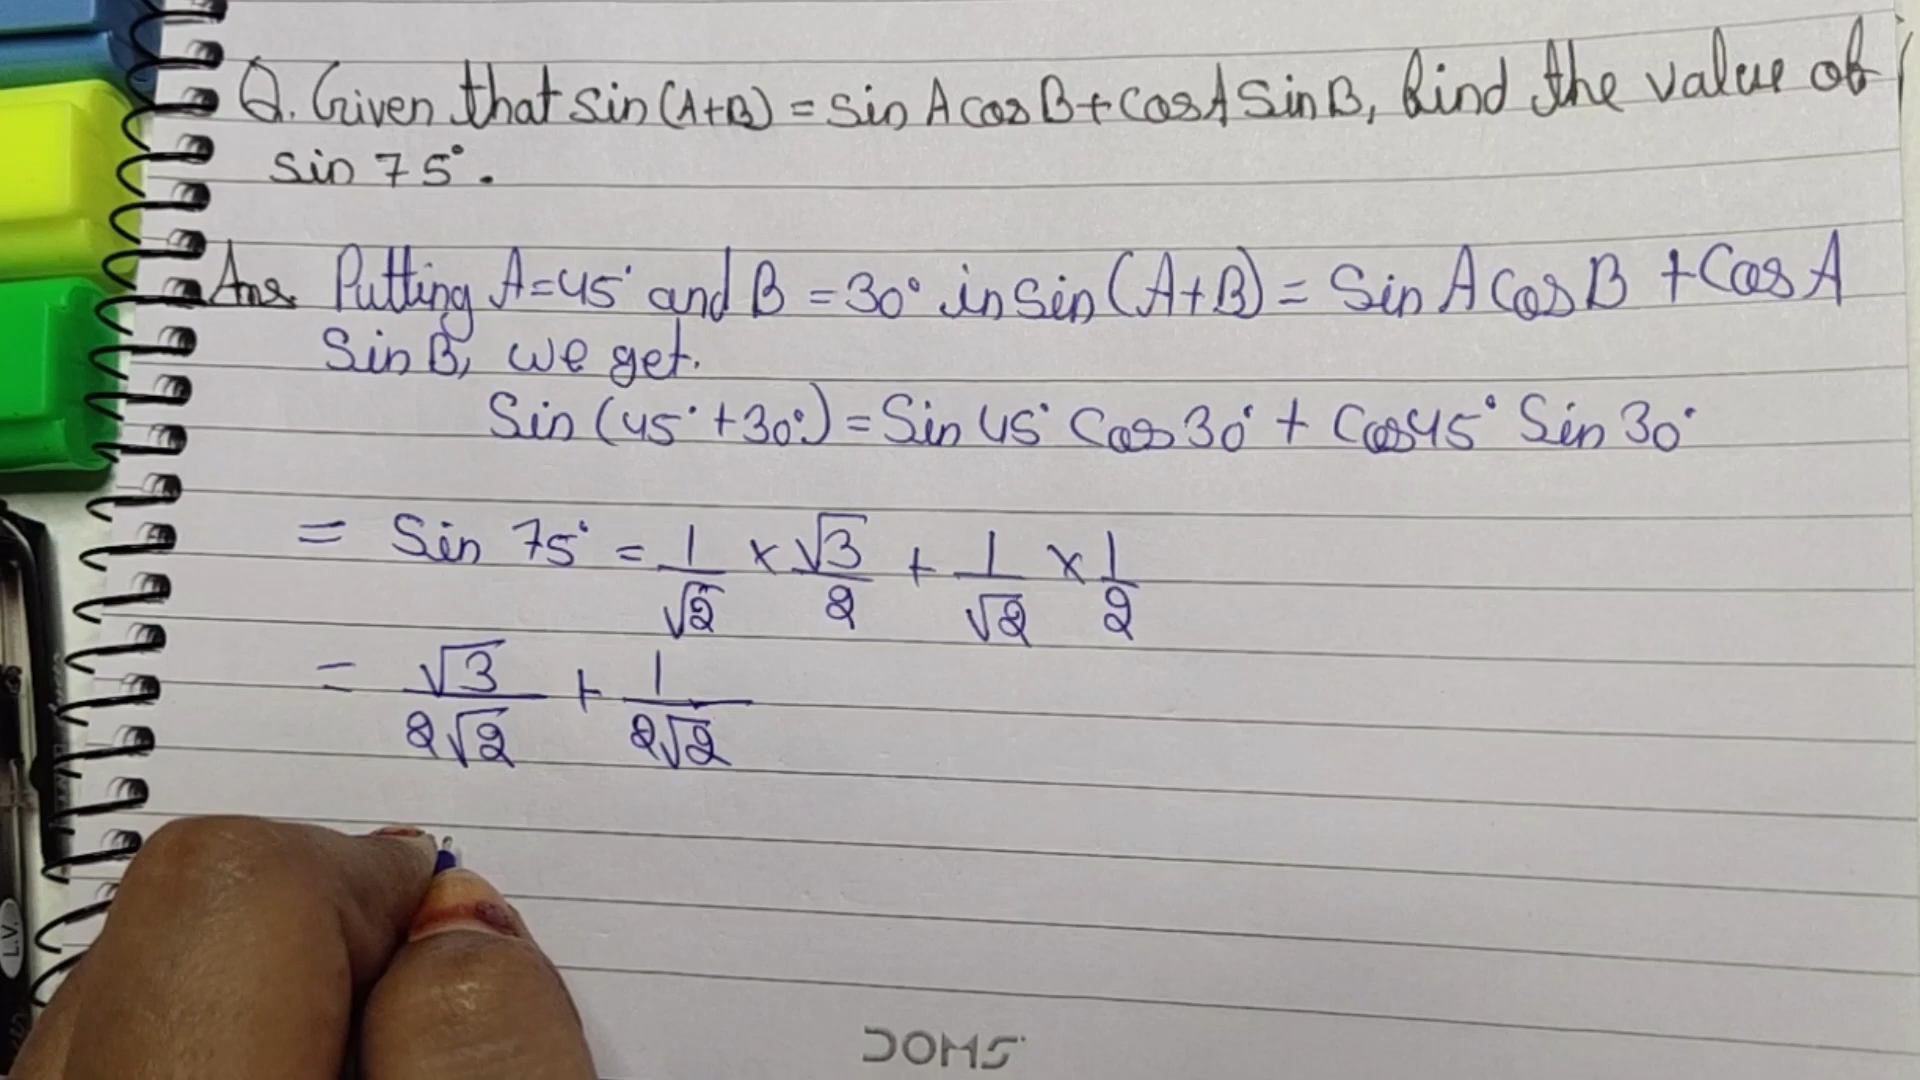 Q. Given that sin (A+B) = sin A cos B + cos A sin B, find the value of
sin 75°.
Ans. Putting A=45° and B = 30° in Sin (A+B) = Sin A Cos B + Cos A
Sin B, we get.
Sin (45°+30°) = Sin 45° Cos 30° + Cos 45° Sin 30°
= Sin 75° = 1/√2 × √3/2 + 1/√2 × 1/2
= √3/2√2 + 1/2√2
L.V.
DOMS